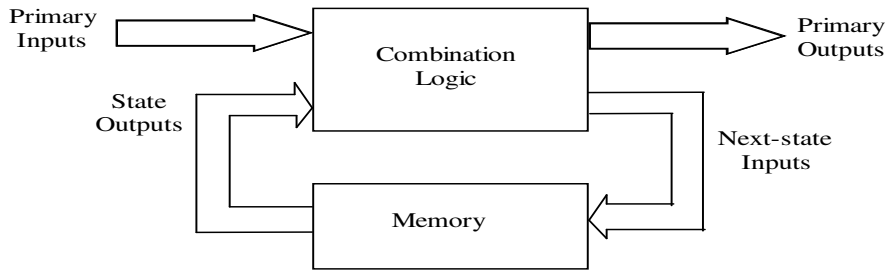 Primary
Inputs
Combination
Logic
Primary
Outputs
State
Outputs
Next-state
Inputs
Memory